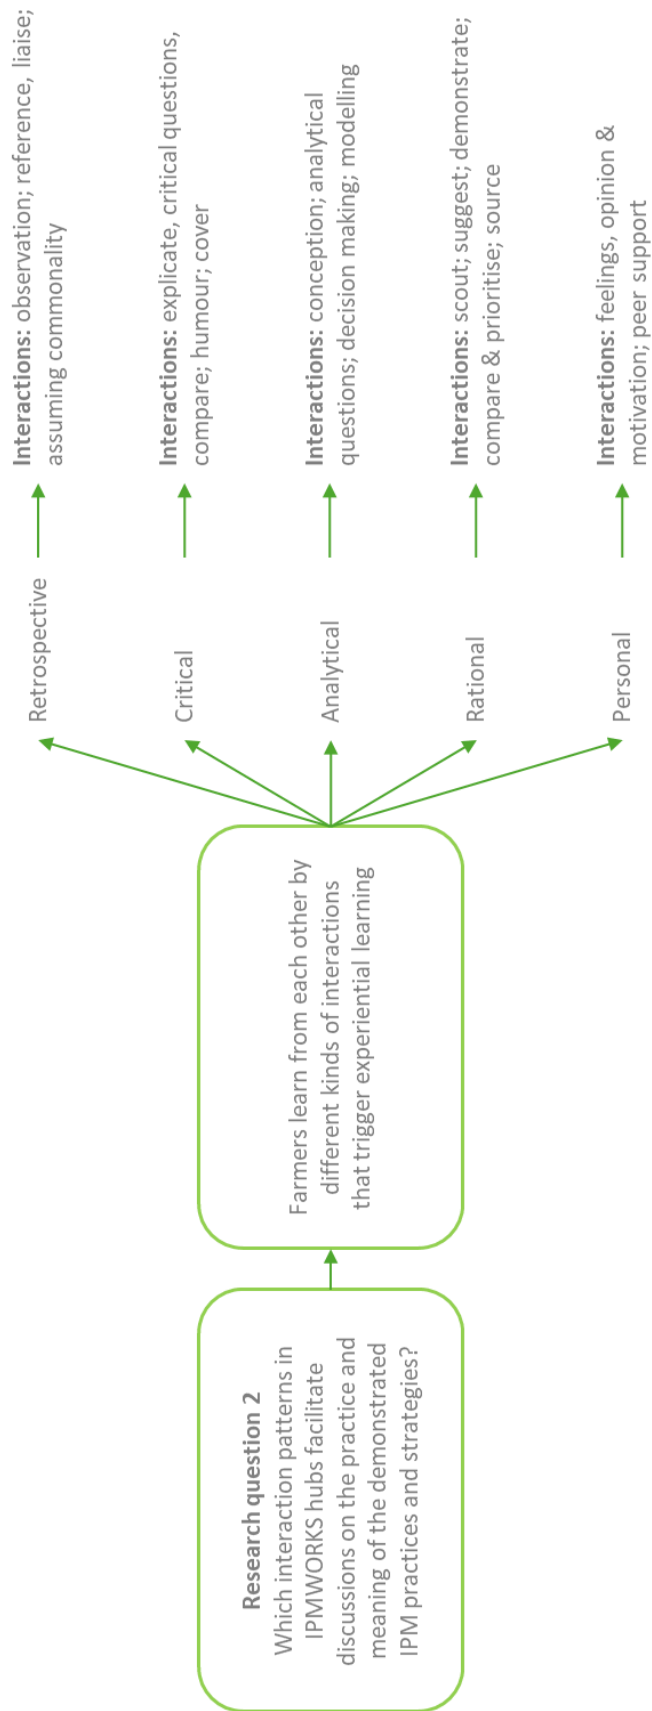 Research question 2
Which interaction patterns in
IPMWORKS hubs facilitate
discussions on the practice and
meaning of the demonstrated
IPM practices and strategies?
Farmers learn from each other by
different kinds of interactions
that trigger experiential learning
Retrospective
Interactions: observation; reference, liaise;
assuming commonality
Critical
Interactions: explicate, critical questions,
compare; humour; cover
Analytical
Interactions: conception; analytical
questions; decision making; modelling
Rational
Interactions: scout; suggest; demonstrate;
compare & prioritise; source
Personal
Interactions: feelings, opinion &
motivation; peer support